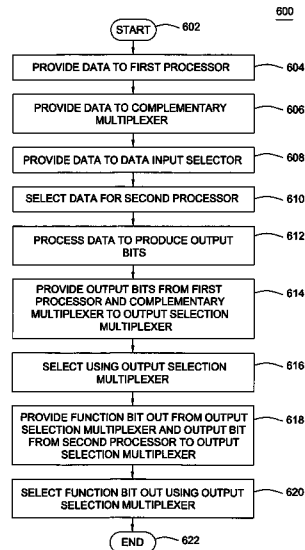 600
START
602
PROVIDE DATA TO FIRST PROCESSOR
604
PROVIDE DATA TO COMPLEMENTARY
MULTIPLEXER
606
PROVIDE DATA TO DATA INPUT SELECTOR
608
SELECT DATA FOR SECOND PROCESSOR
610
PROCESS DATA TO PRODUCE OUTPUT
BITS
612
PROVIDE OUTPUT BITS FROM FIRST
PROCESSOR AND COMPLEMENTARY
MULTIPLEXER TO OUTPUT SELECTION
MULTIPLEXER
614
SELECT USING OUTPUT SELECTION
MULTIPLEXER
616
PROVIDE FUNCTION BIT OUT FROM OUTPUT
SELECTION MULTIPLEXER AND OUTPUT BIT
FROM SECOND PROCESSOR TO OUTPUT
SELECTION MULTIPLEXER
618
SELECT FUNCTION BIT OUT USING OUTPUT
SELECTION MULTIPLEXER
620
END
622